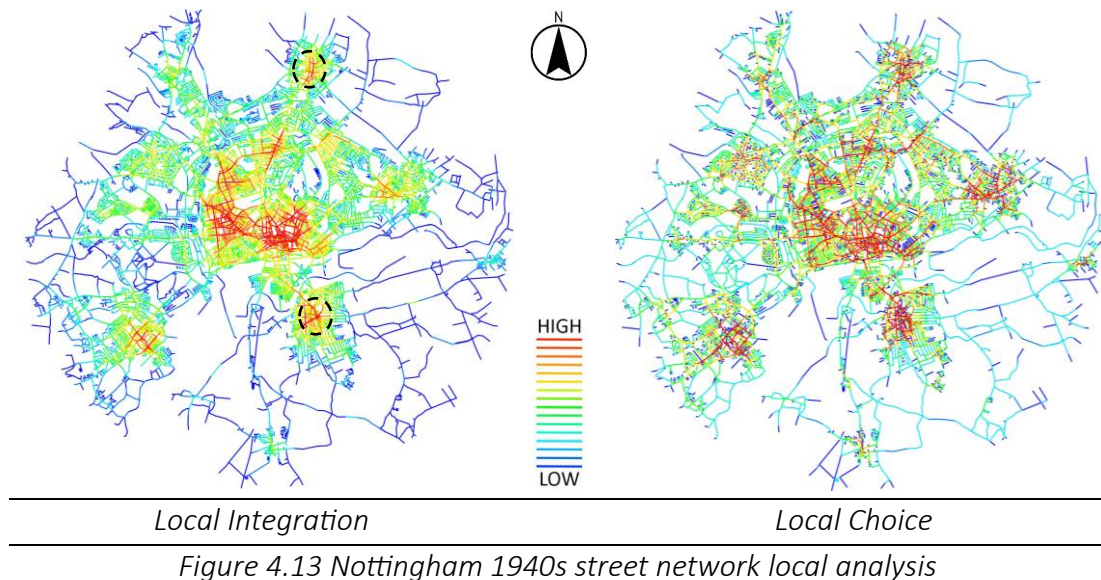 N
HIGH
LOW
Local Integration
Local Choice
Figure 4.13 Nottingham 1940s street network local analysis